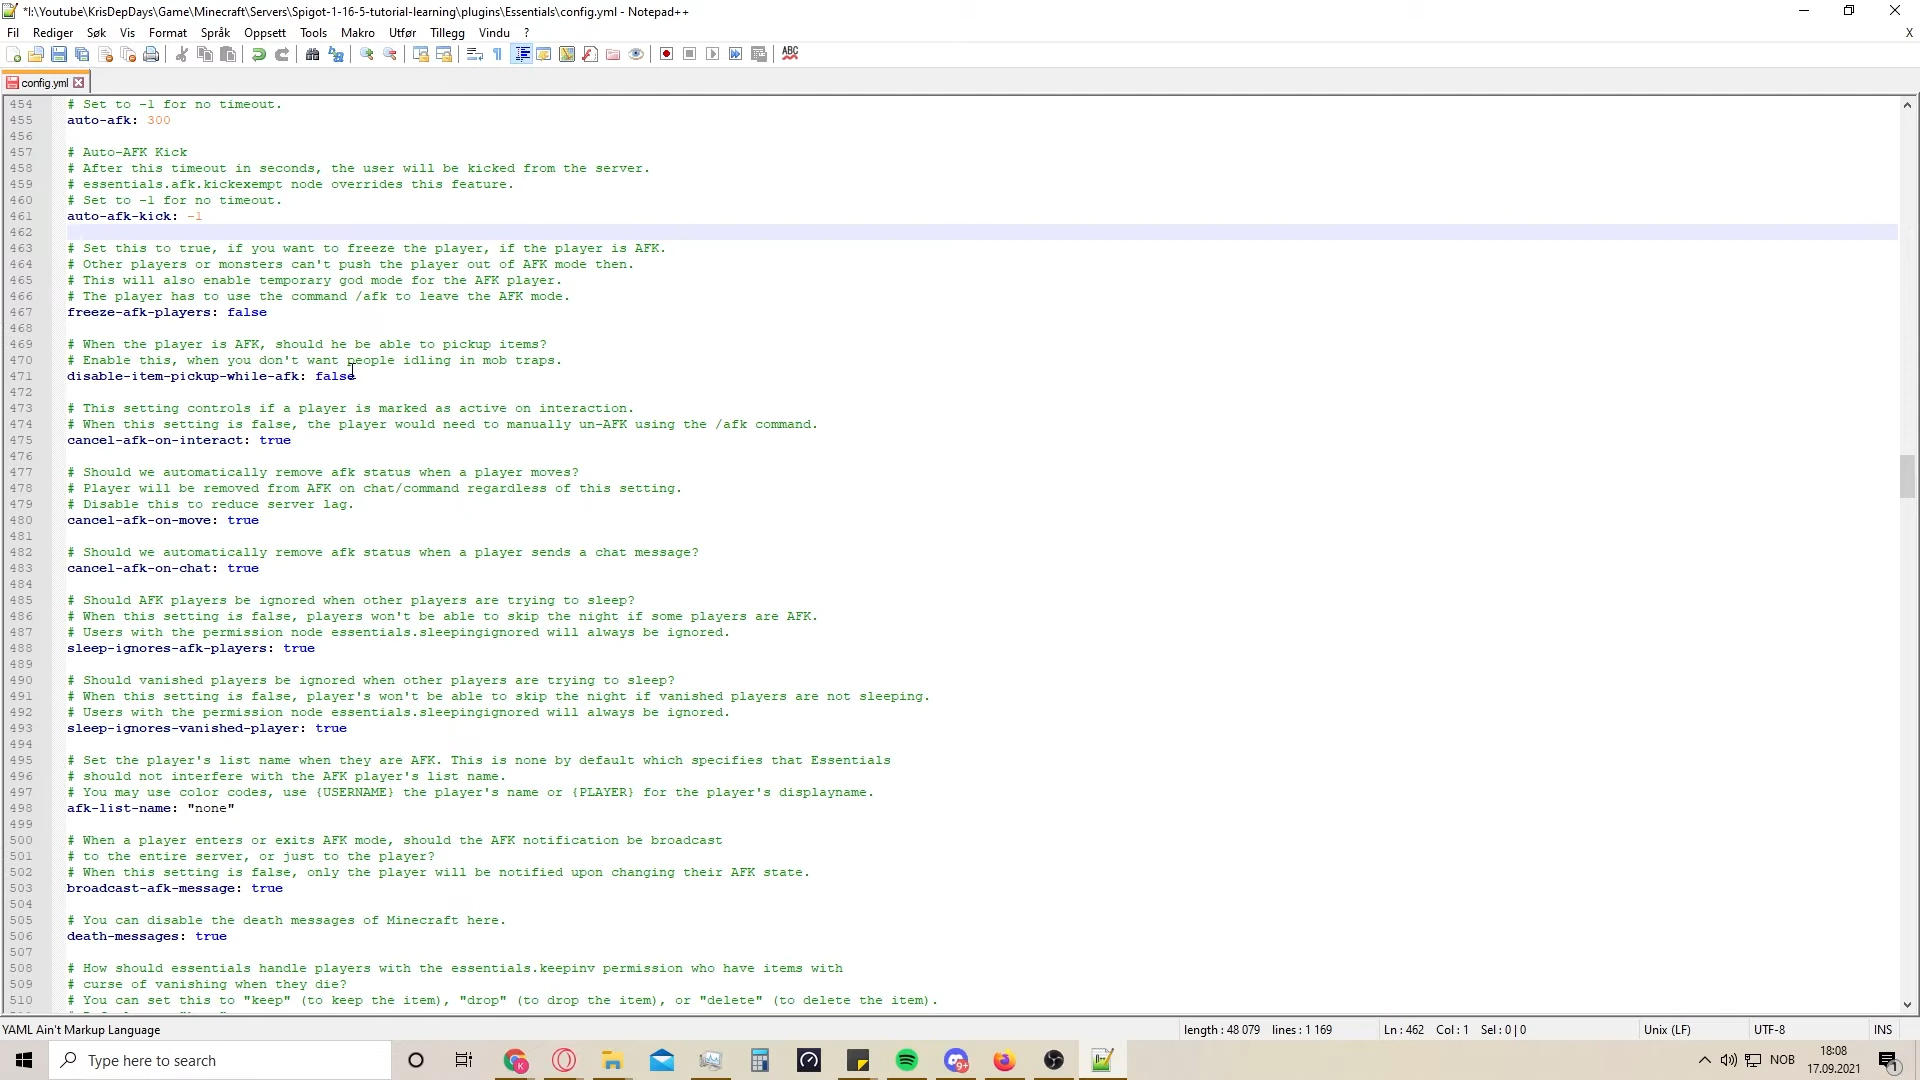 *I:\Youtube\KrisDepDays\Game\Minecraft\Servers\Spigot-1-16-5-tutorial-learning\plugins\Essentials\config.yml - Notepad++
Fil Rediger Søk Vis Format Språk Oppsett Tools Makro Utfør Tillegg Vindu ? X
config.yml
454 # Set to -1 for no timeout.
455 auto-afk: 300
456
457 # Auto-AFK Kick
458 # After this timeout in seconds, the user will be kicked from the server.
459 # essentials.afk.kickexempt node overrides this feature.
460 # Set to -1 for no timeout.
461 auto-afk-kick: -1
462
463 # Set this to true, if you want to freeze the player, if the player is AFK.
464 # Other players or monsters can't push the player out of AFK mode then.
465 # This will also enable temporary god mode for the AFK player.
466 # The player has to use the command /afk to leave the AFK mode.
467 freeze-afk-players: false
468
469 # When the player is AFK, should he be able to pickup items?
470 # Enable this, when you don't want people idling in mob traps.
471 disable-item-pickup-while-afk: false
472
473 # This setting controls if a player is marked as active on interaction.
474 # When this setting is false, the player would need to manually un-AFK using the /afk command.
475 cancel-afk-on-interact: true
476
477 # Should we automatically remove afk status when a player moves?
478 # Player will be removed from AFK on chat/command regardless of this setting.
479 # Disable this to reduce server lag.
480 cancel-afk-on-move: true
481
482 # Should we automatically remove afk status when a player sends a chat message?
483 cancel-afk-on-chat: true
484
485 # Should AFK players be ignored when other players are trying to sleep?
486 # When this setting is false, players won't be able to skip the night if some players are AFK.
487 # Users with the permission node essentials.sleepingignored will always be ignored.
488 sleep-ignores-afk-players: true
489
490 # Should vanished players be ignored when other players are trying to sleep?
491 # When this setting is false, player's won't be able to skip the night if vanished players are not sleeping.
492 # Users with the permission node essentials.sleepingignored will always be ignored.
493 sleep-ignores-vanished-player: true
494
495 # Set the player's list name when they are AFK. This is none by default which specifies that Essentials
496 # should not interfere with the AFK player's list name.
497 # You may use color codes, use {USERNAME} the player's name or {PLAYER} for the player's displayname.
498 afk-list-name: "none"
499
500 # When a player enters or exits AFK mode, should the AFK notification be broadcast
501 # to the entire server, or just to the player?
502 # When this setting is false, only the player will be notified upon changing their AFK state.
503 broadcast-afk-message: true
504
505 # You can disable the death messages of Minecraft here.
506 death-messages: true
507
508 # How should essentials handle players with the essentials.keepinv permission who have items with
509 # curse of vanishing when they die?
510 # You can set this to "keep" (to keep the item), "drop" (to drop the item), or "delete" (to delete the item).
YAML Ain't Markup Language length : 48 079 lines : 1 169 Ln : 462 Col : 1 Sel : 0 | 0 Unix (LF) UTF-8 INS
Type here to search
NOB
18:08
17.09.2021